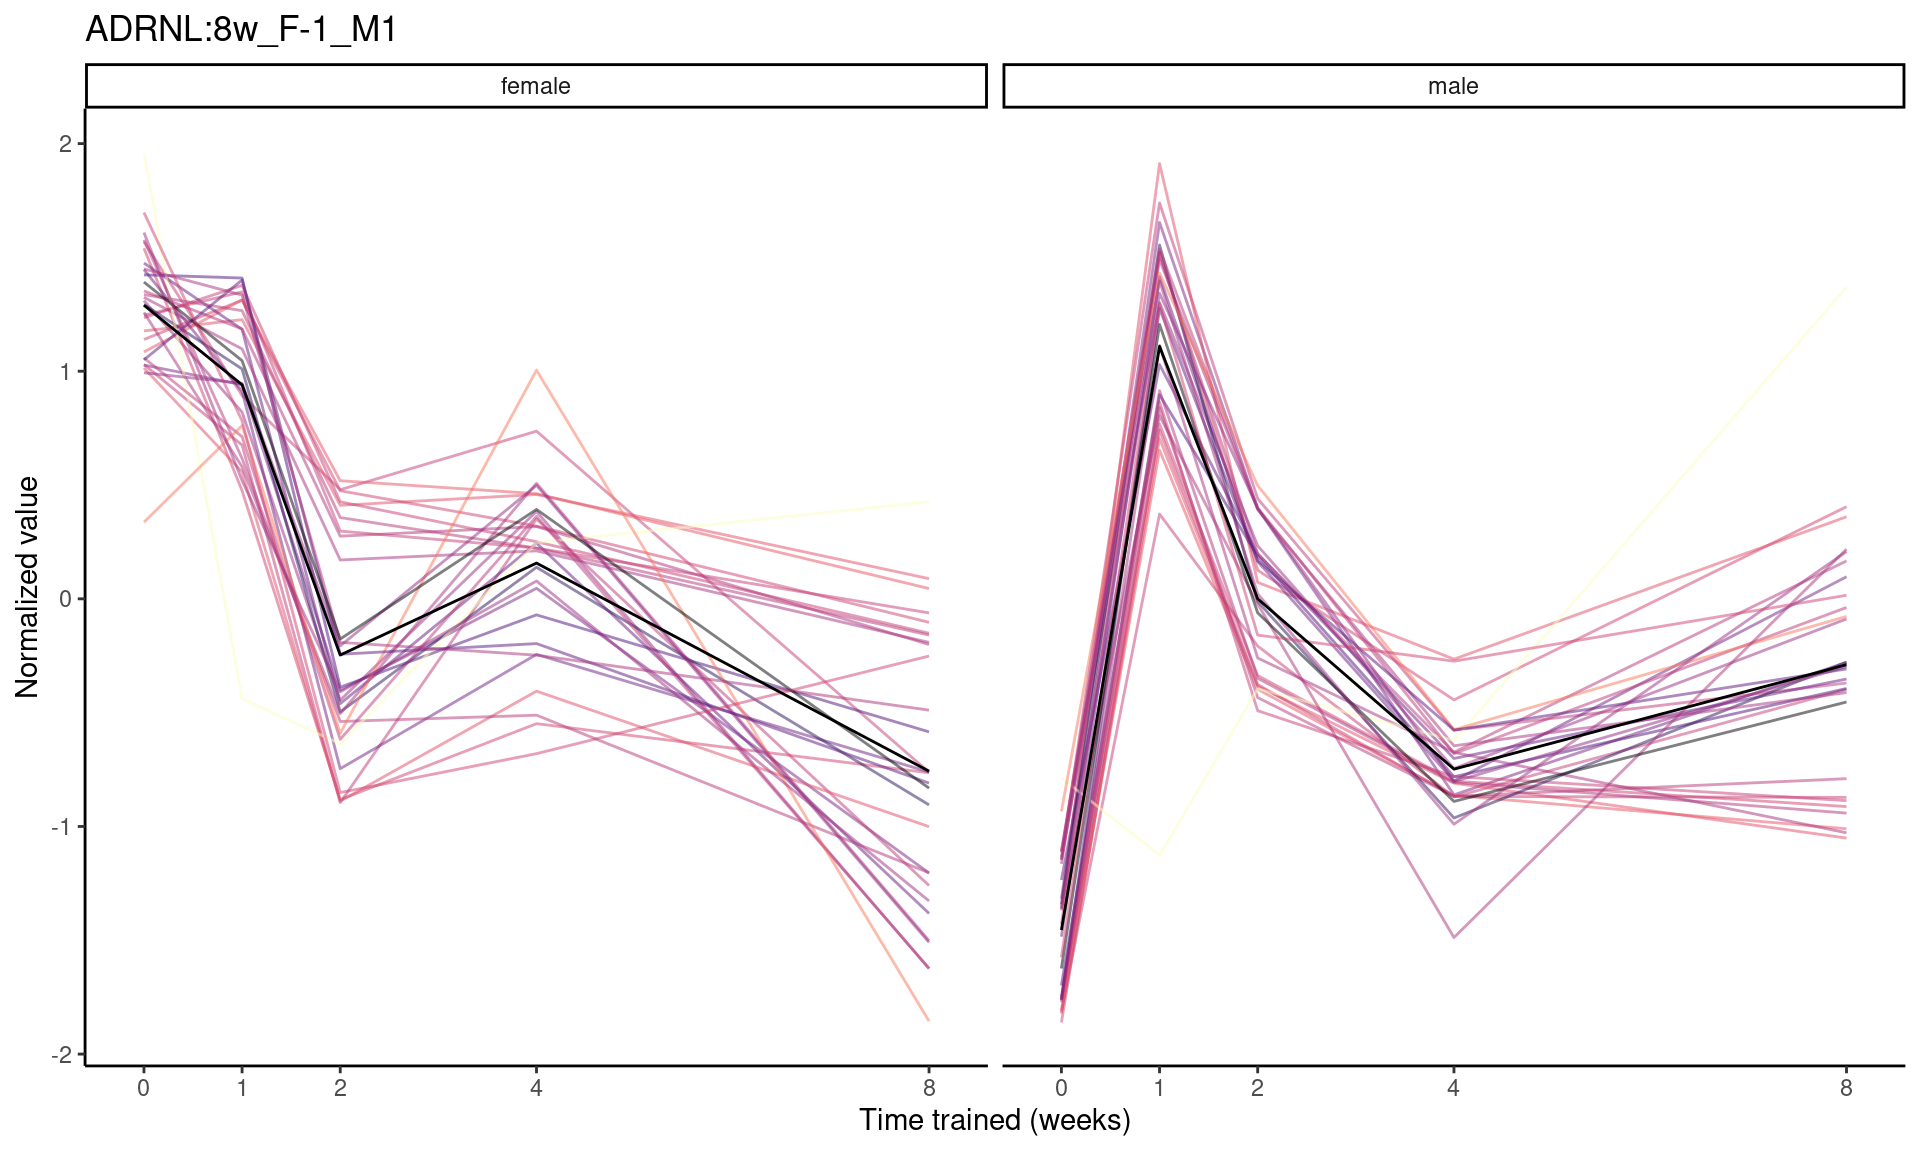 ADRNL:8w_F-1_M1
female
male
Normalized value
2
1
0
-1
-2
0 1 2 4 8
0 1 2 4 8
Time trained (weeks)